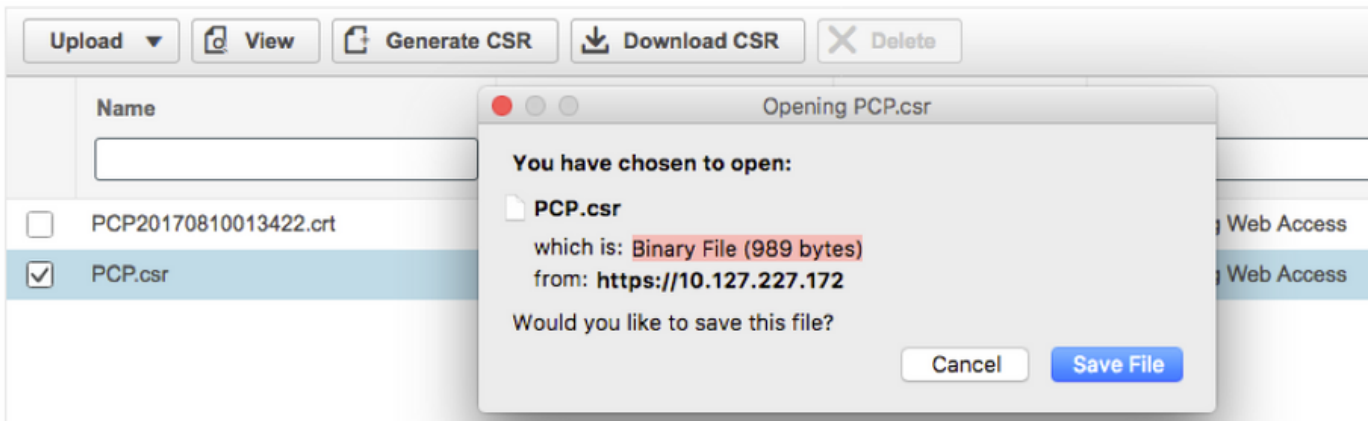 Upload View Generate CSR Download CSR Delete
Name
Opening PCP.csr
You have chosen to open:
PCP.csr
which is: Binary File (989 bytes)
from: https://10.127.227.172
Would you like to save this file?
Cancel Save File
PCP20170810013422.crt
Web Access
PCP.csr
Web Access